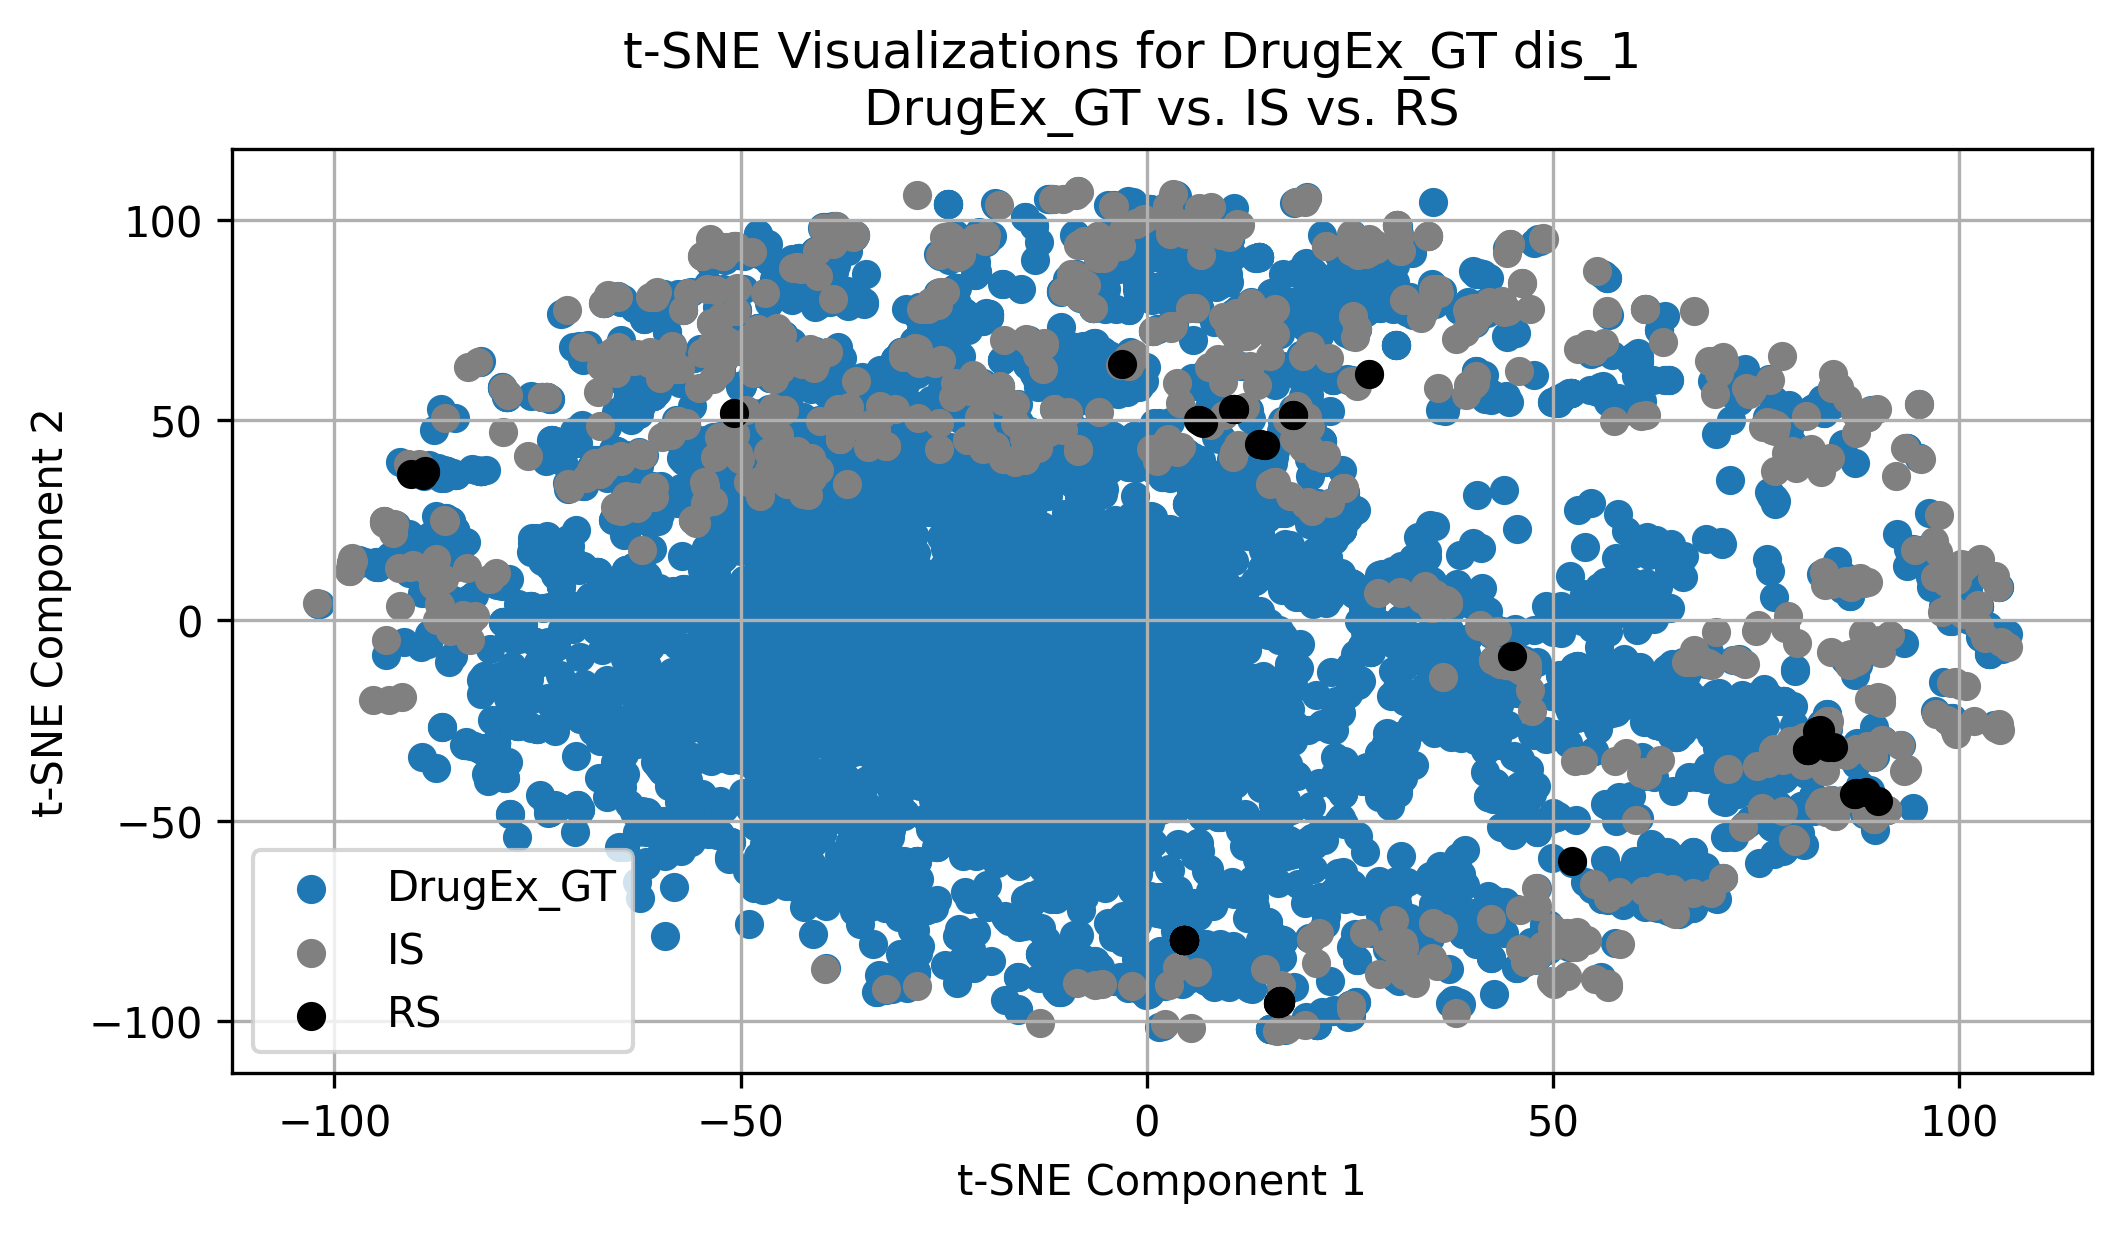 t-SNE Visualizations for DrugEx_GT dis_1
DrugEx_GT vs. IS vs. RS
t-SNE Component 2
100
50
0
−50
−100
DrugEx_GT
IS
RS
−100
−50
0
50
100
t-SNE Component 1